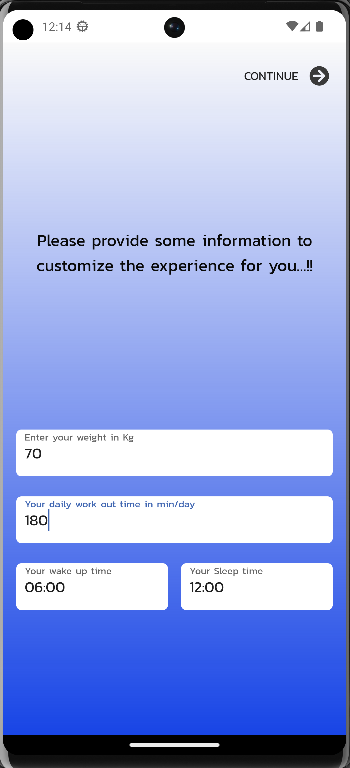 12:14
CONTINUE
Please provide some information to
customize the experience for you...!!
Enter your weight in Kg
70
Your daily work out time in min/day
180
Your wake up time
06:00
Your Sleep time
12:00